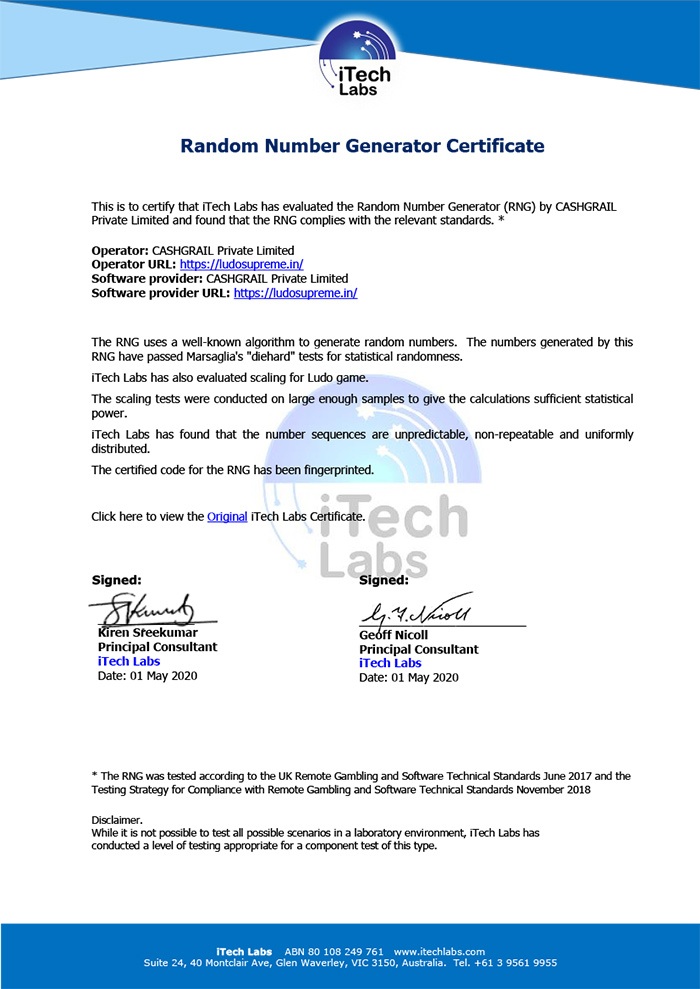 iTech
Labs
Random Number Generator Certificate
This is to certify that iTech Labs has evaluated the Random Number Generator (RNG) by CASHGRAIL
Private Limited and found that the RNG complies with the relevant standards. *
Operator: CASHGRAIL Private Limited
Operator URL: https://ludosupreme.in/
Software provider: CASHGRAIL Private Limited
Software provider URL: https://ludosupreme.in/
The RNG uses a well-known algorithm to generate random numbers. The numbers generated by this
RNG have passed Marsaglia's "diehard" tests for statistical randomness.
iTech Labs has also evaluated scaling for Ludo game.
The scaling tests were conducted on large enough samples to give the calculations sufficient statistical
power.
iTech Labs has found that the number sequences are unpredictable, non-repeatable and uniformly
distributed.
The certified code for the RNG has been fingerprinted.
Click here to view the Original iTech Labs Certificate.
iTech
Labs
Signed: Signed:
G.F. Nicoll
Kiren Sreekumar Geoff Nicoll
Principal Consultant Principal Consultant
iTech Labs iTech Labs
Date: 01 May 2020 Date: 01 May 2020
* The RNG was tested according to the UK Remote Gambling and Software Technical Standards June 2017 and the
Testing Strategy for Compliance with Remote Gambling and Software Technical Standards November 2018
Disclaimer.
While it is not possible to test all possible scenarios in a laboratory environment, iTech Labs has
conducted a level of testing appropriate for a component test of this type.
iTech Labs ABN 80 108 249 761 www.itechlabs.com
Suite 24, 40 Montclair Ave, Glen Waverley, VIC 3150, Australia. Tel. +61 3 9561 9955